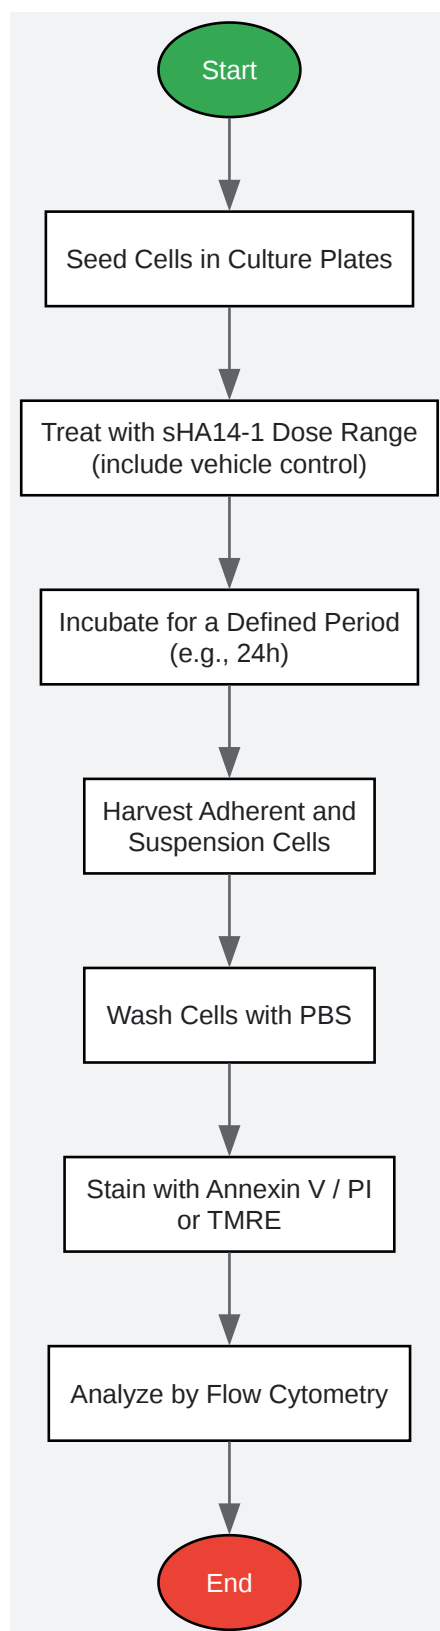 Start
Seed Cells in Culture Plates
Treat with sHA14-1 Dose Range
(include vehicle control)
Incubate for a Defined Period
(e.g., 24h)
Harvest Adherent and
Suspension Cells
Wash Cells with PBS
Stain with Annexin V / PI
or TMRE
Analyze by Flow Cytometry
End